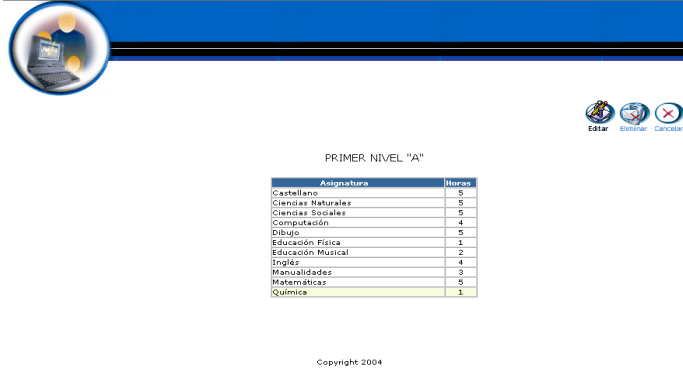 Editar Eliminar Cancelar
PRIMER NIVEL "A"
Asignatura Horas
Castellano 5
Ciencias Naturales 5
Ciencias Sociales 5
Computación 4
Dibujo 5
Educación Física 1
Educación Musical 2
Inglés 4
Manualidades 3
Matemáticas 5
Química 1
Copyright 2004